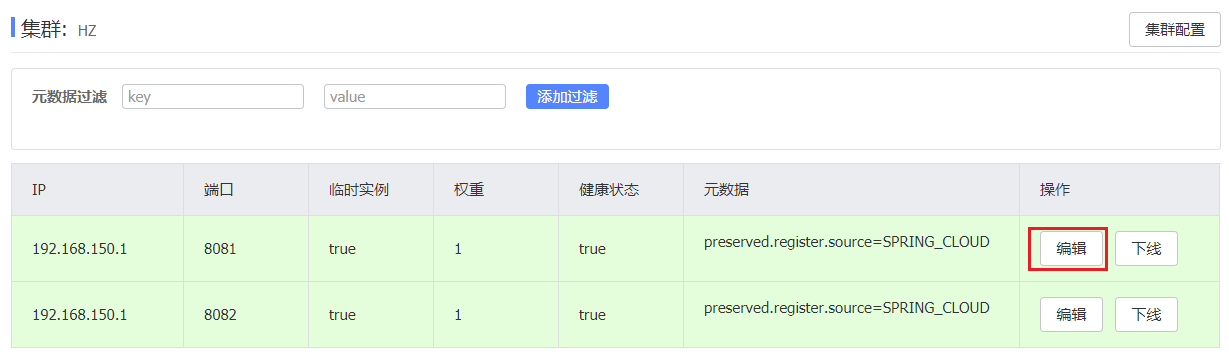 集群: HZ 集群配置
元数据过滤 key value 添加过滤
IP 端口 临时实例 权重 健康状态 元数据 操作
192.168.150.1 8081 true 1 true preserved.register.source=SPRING_CLOUD 编辑 下线
192.168.150.1 8082 true 1 true preserved.register.source=SPRING_CLOUD 编辑 下线